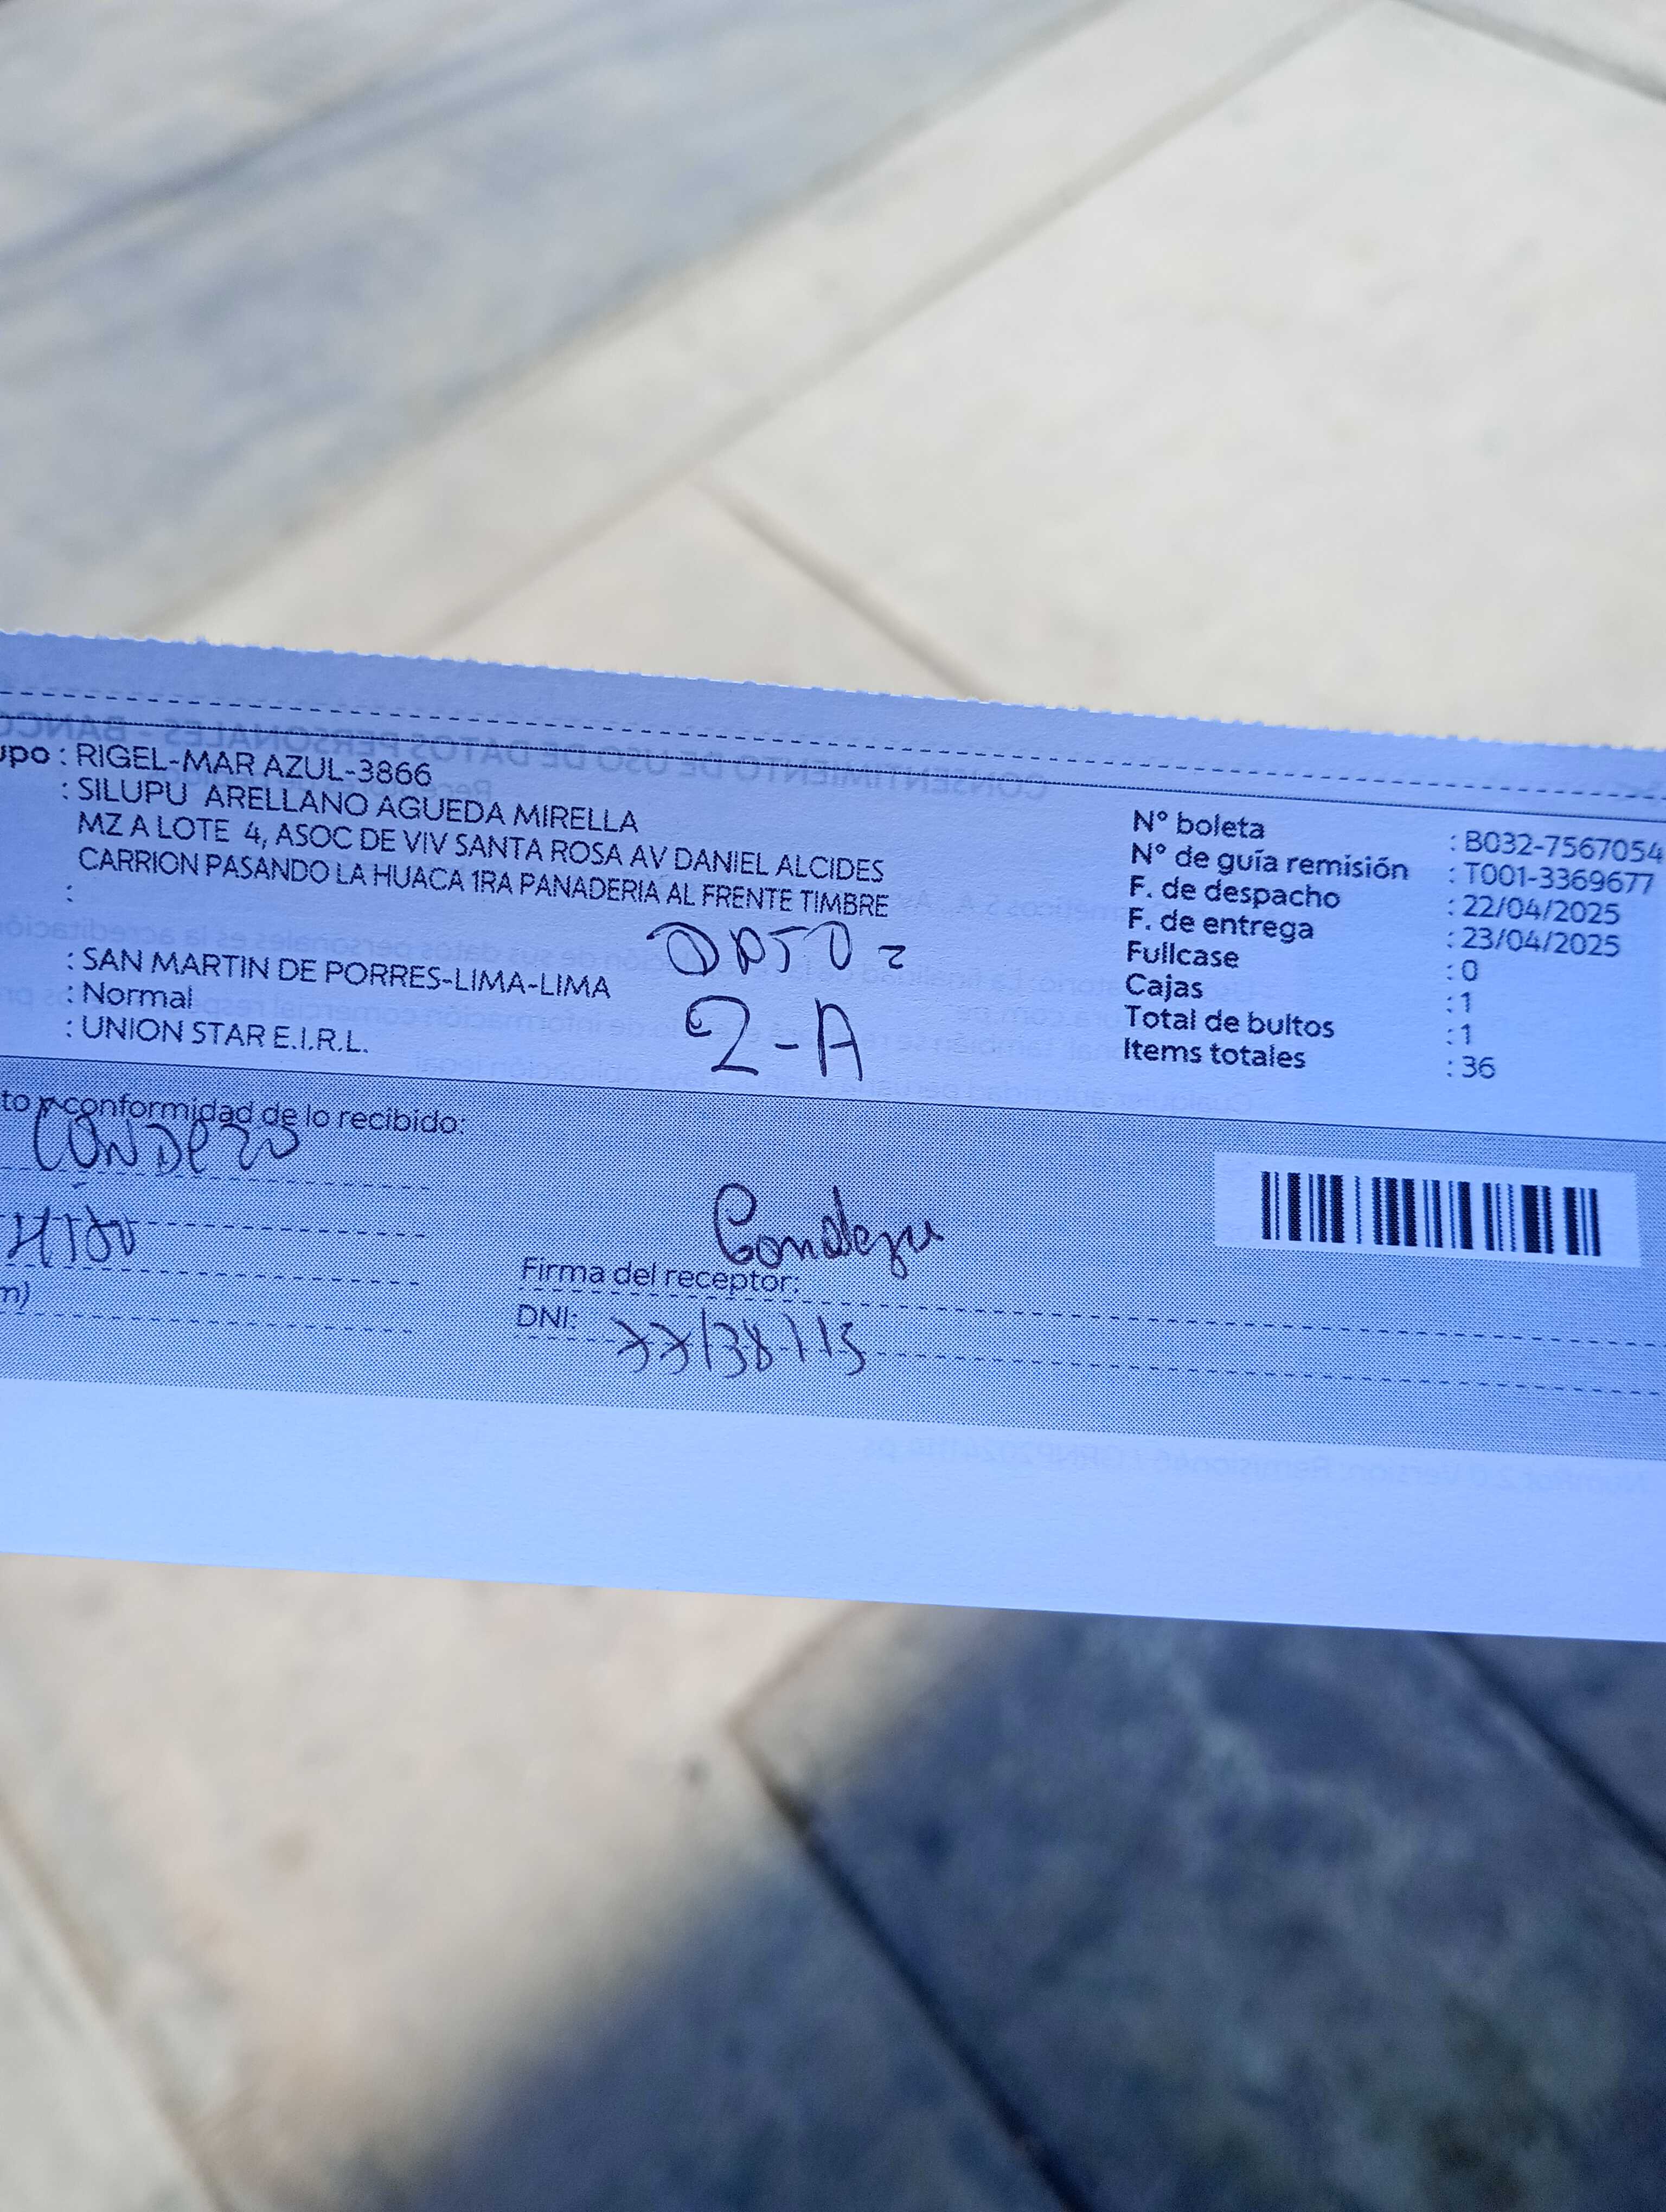 upo : RIGEL-MAR AZUL-3866
: SILUPU ARELLANO AGUEDA MIRELLA
MZ A LOTE 4, ASOC DE VIV SANTA ROSA AV DANIEL ALCIDES
CARRION PASANDO LA HUACA 1RA PANADERIA AL FRENTE TIMBRE
:
DPTO
: SAN MARTIN DE PORRES-LIMA-LIMA
2-A
: Normal
: UNION STAR E.I.R.L.
N° boleta : B032-7567054
N° de guía remisión : T001-3369677
F. de despacho : 22/04/2025
F. de entrega : 23/04/2025
Fullcase : 0
Cajas : 1
Total de bultos : 1
Items totales : 36
to y conformidad de lo recibido:
HIJO
m)
Firma del receptor:
DNI: 77138115